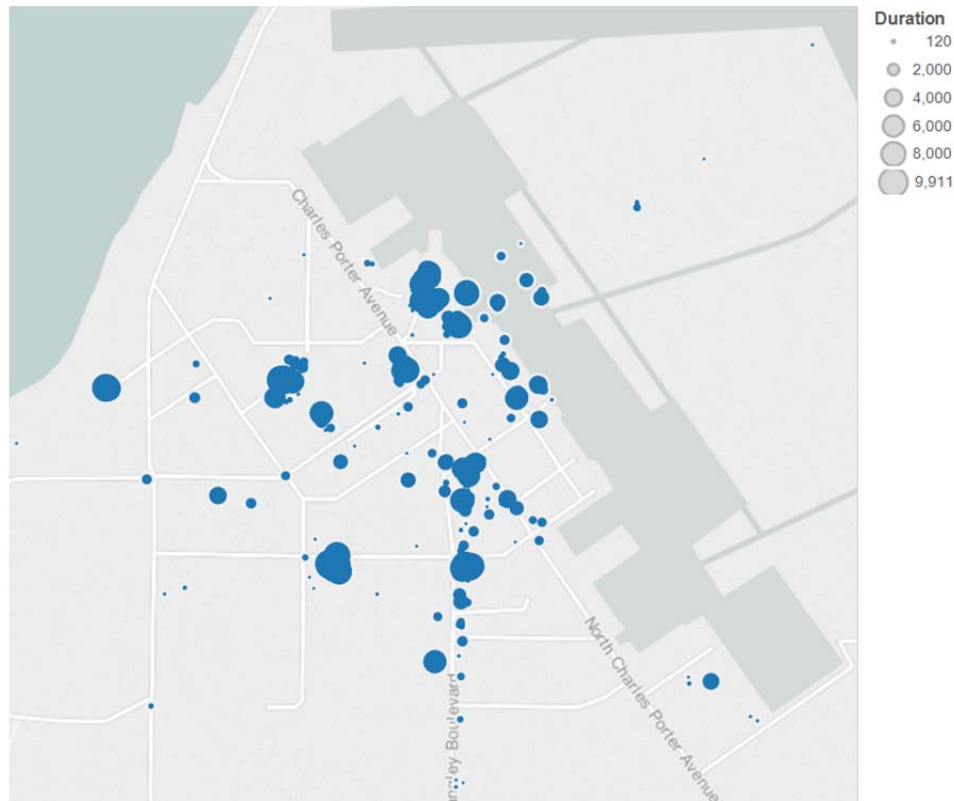 Duration
120
2,000
4,000
6,000
8,000
9,911
Charles Porter Avenue
North Charles Porter Avenue
Boulevard